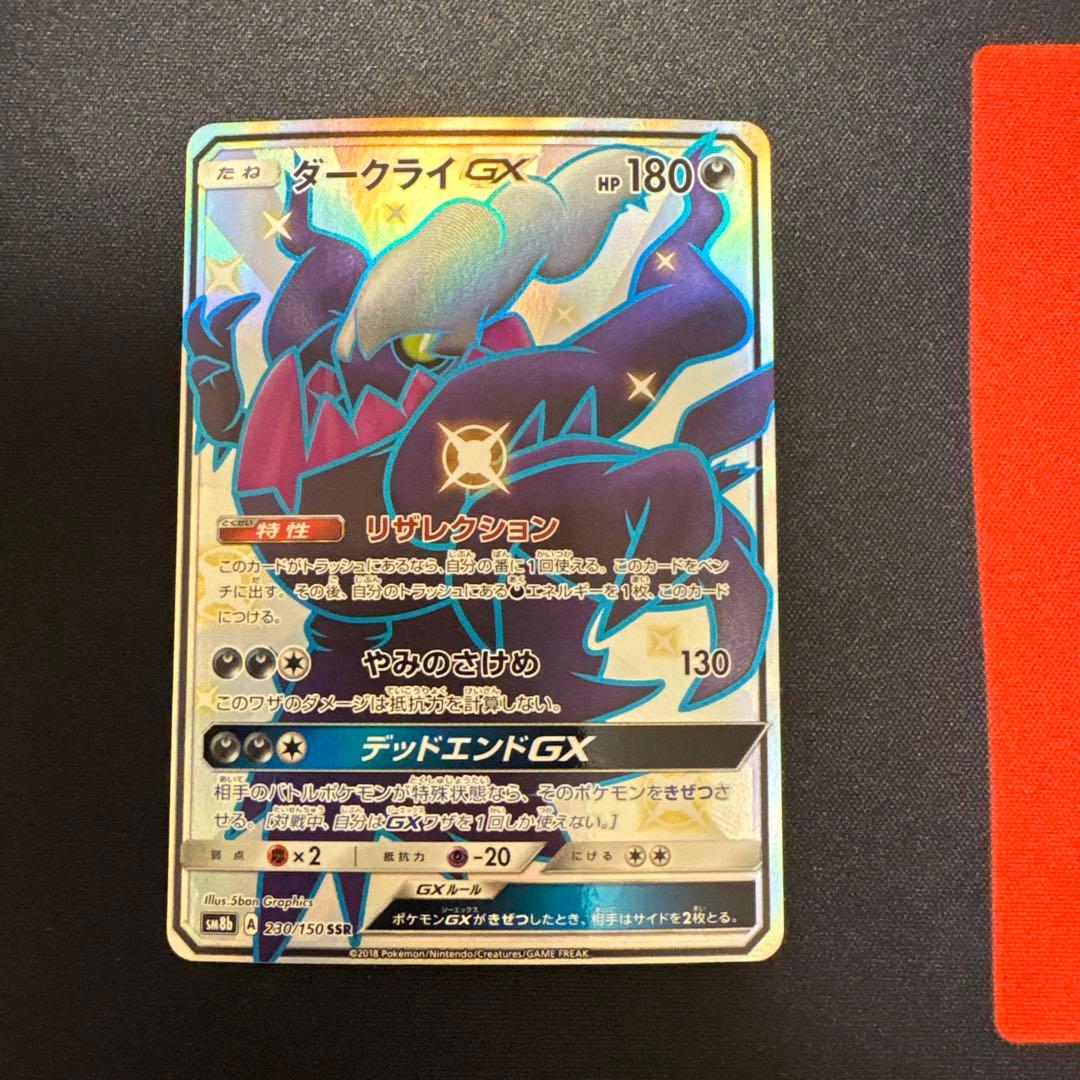 たね ダークライGX HP 180
とくせい
特性 リザレクション
このカードがトラッシュにあるなら、自分の番に1回使える。このカードをベン
チに出す。その後、自分のトラッシュにあるエネルギーを1枚、このカード
につける。
やみのさけめ 130
このワザのダメージは抵抗力を計算しない。
デッドエンドGX
相手のバトルポケモンが特殊状態なら、そのポケモンをきぜつさ
せる。[対戦中、自分はGXワザを1回しか使えない。]
弱点 ×2 抵抗力 -20 にげる
GXルール
ポケモンGXがきぜつしたとき、相手はサイドを2枚とる。
Illus. 5ban Graphics
SM8b A 230/150 SSR
©2018 Pokémon/Nintendo/Creatures/GAME FREAK.